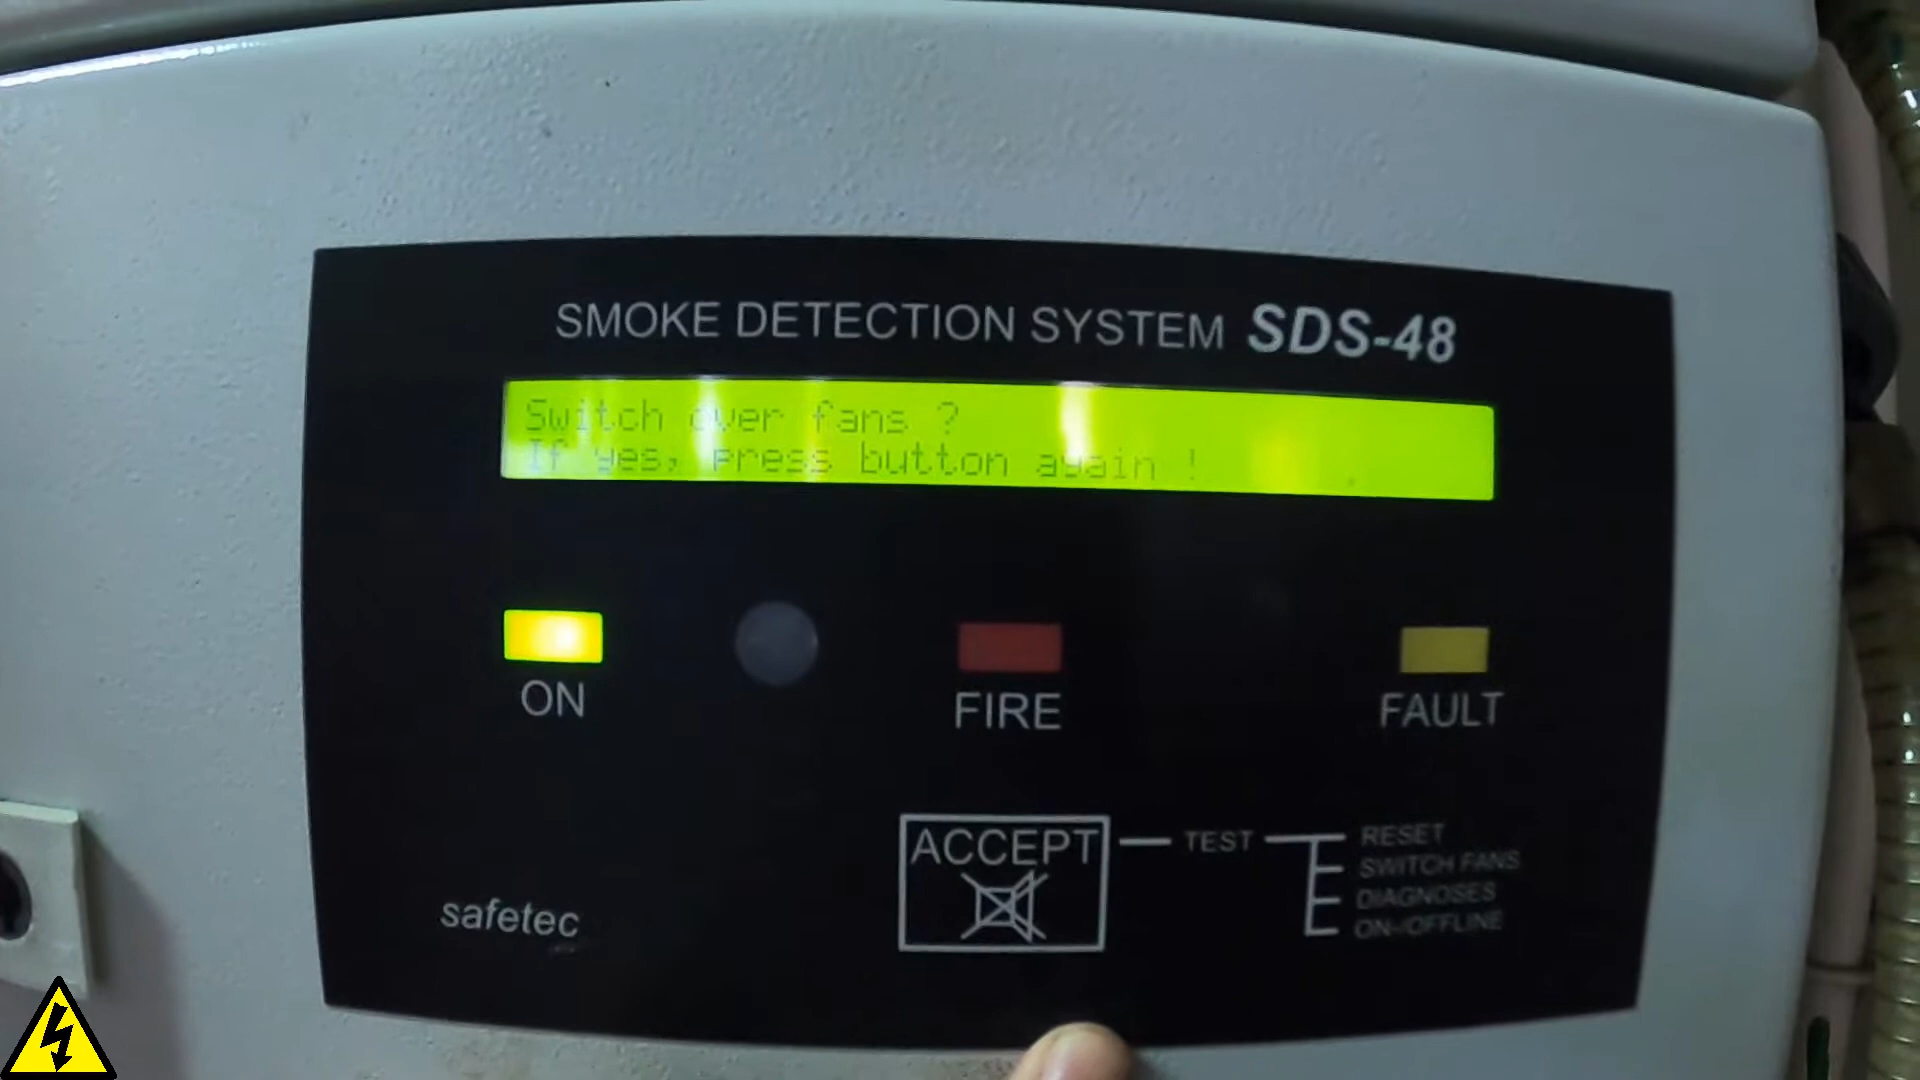 SMOKE DETECTION SYSTEM SDS-48
Switch over fans ?
If yes, press button again !
ON
FIRE
FAULT
ACCEPT
TEST
RESET
SWITCH FANS
DIAGNOSES
ON-/OFFLINE
safetec